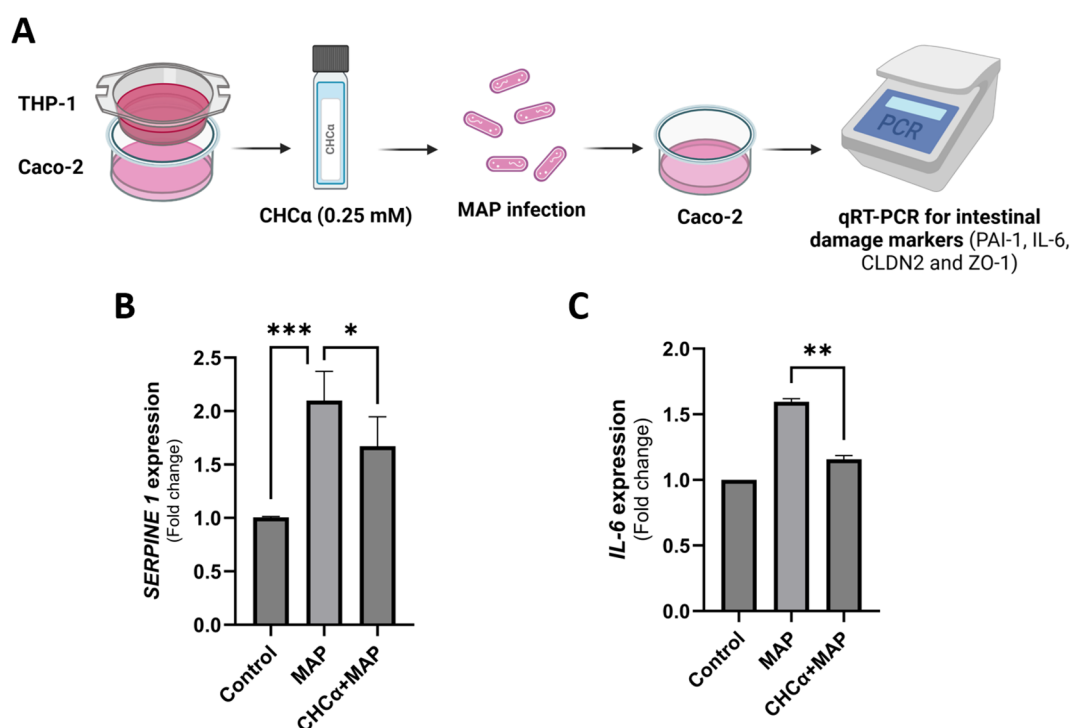 A
THP-1
Caco-2
CHCα
CHCα (0.25 mM)
MAP infection
Caco-2
PCR
qRT-PCR for intestinal
damage markers (PAI-1, IL-6,
CLDN2 and ZO-1)
B
***
*
SERPINE 1 expression
(Fold change)
2.5
2.0
1.5
1.0
0.5
0.0
Control
MAP
CHCα+MAP
C
**
IL-6 expression
(Fold change)
2.0
1.5
1.0
0.5
0.0
Control
MAP
CHCα+MAP